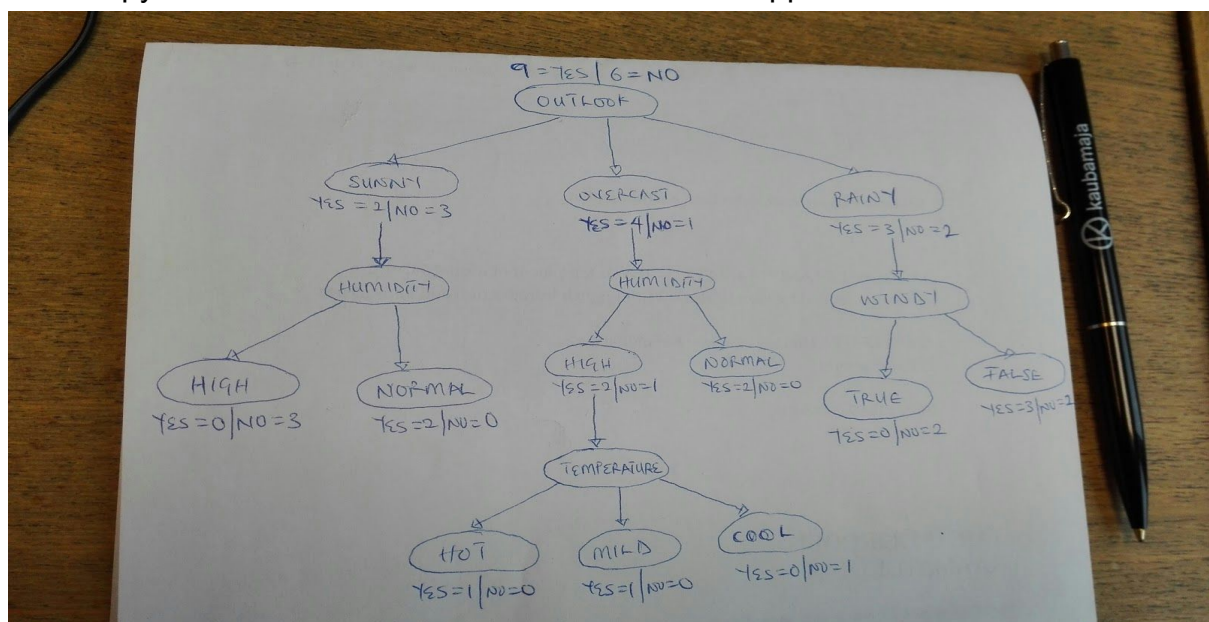 9 = YES | 6 = NO
OUTLOOK
SUNNY
YES = 2 | NO = 3
OVERCAST
YES = 4 | NO = 1
RAINY
YES = 3 | NO = 2
HUMIDITY
HUMIDITY
WINDY
HIGH
YES = 0 | NO = 3
NORMAL
YES = 2 | NO = 0
HIGH
YES = 2 | NO = 1
NORMAL
YES = 2 | NO = 0
TRUE
YES = 0 | NO = 2
FALSE
YES = 3 | NO = 2
TEMPERATURE
HOT
YES = 1 | NO = 0
MILD
YES = 1 | NO = 0
COOL
YES = 0 | NO = 1
kaubamaja